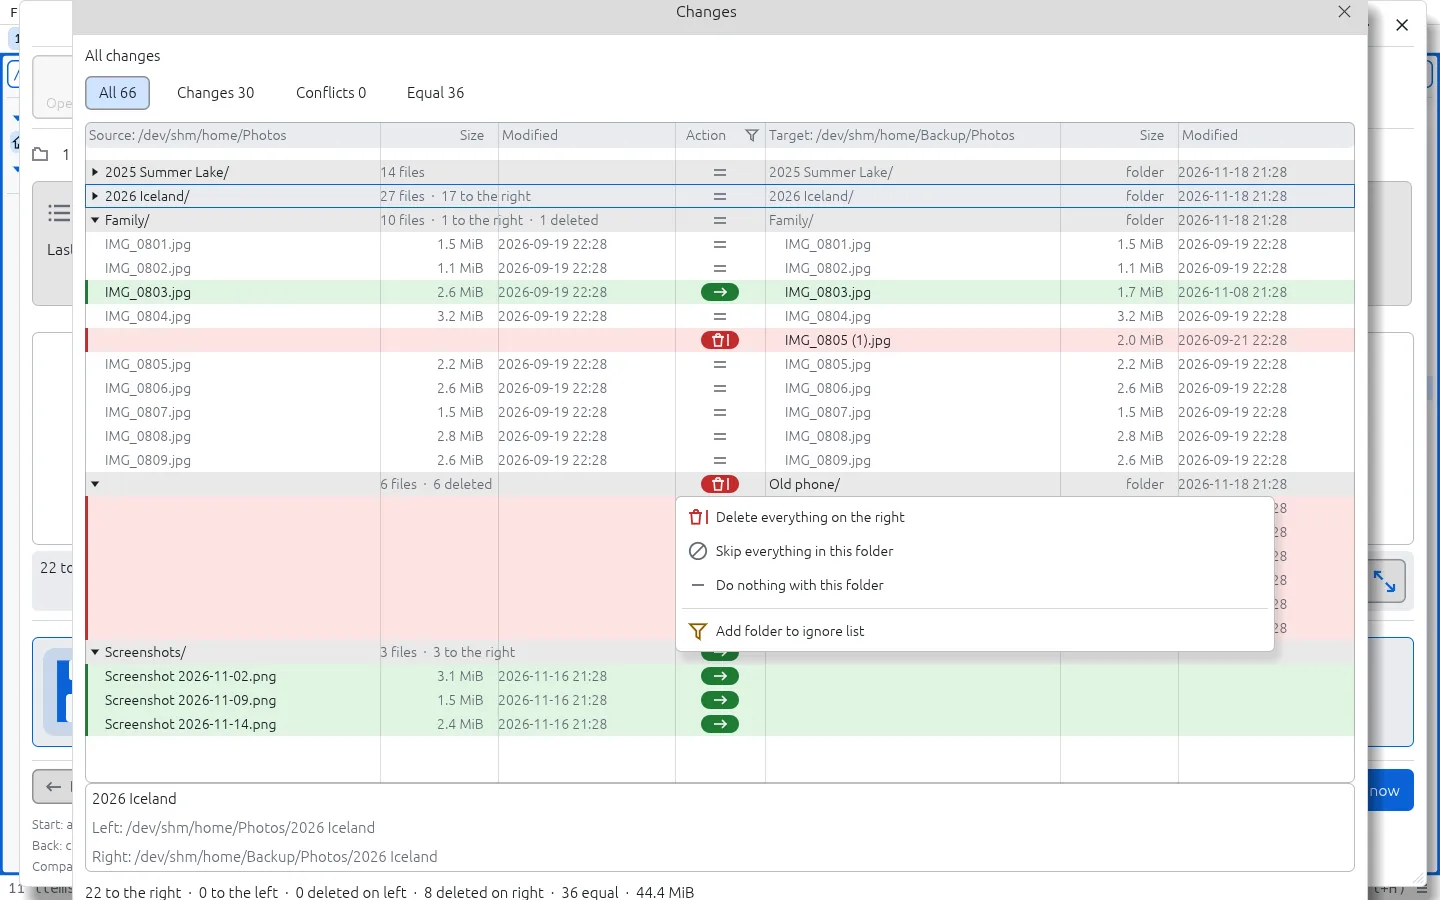 Changes
All changes
All 66 Changes 30 Conflicts 0 Equal 36
Source: /dev/shm/home/Photos Size Modified Action Target: /dev/shm/home/Backup/Photos Size Modified
2025 Summer Lake/ 14 files = 2025 Summer Lake/ folder 2026-11-18 21:28
2026 Iceland/ 27 files · 17 to the right = 2026 Iceland/ folder 2026-11-18 21:28
Family/ 10 files · 1 to the right · 1 deleted = Family/ folder 2026-11-18 21:28
IMG_0801.jpg 1.5 MiB 2026-09-19 22:28 = IMG_0801.jpg 1.5 MiB 2026-09-19 22:28
IMG_0802.jpg 1.1 MiB 2026-09-19 22:28 = IMG_0802.jpg 1.1 MiB 2026-09-19 22:28
IMG_0803.jpg 2.6 MiB 2026-09-19 22:28 → IMG_0803.jpg 1.7 MiB 2026-11-08 21:28
IMG_0804.jpg 3.2 MiB 2026-09-19 22:28 = IMG_0804.jpg 3.2 MiB 2026-09-19 22:28
IMG_0805 (1).jpg 2.0 MiB 2026-09-21 22:28
IMG_0805.jpg 2.2 MiB 2026-09-19 22:28 = IMG_0805.jpg 2.2 MiB 2026-09-19 22:28
IMG_0806.jpg 2.6 MiB 2026-09-19 22:28 = IMG_0806.jpg 2.6 MiB 2026-09-19 22:28
IMG_0807.jpg 1.5 MiB 2026-09-19 22:28 = IMG_0807.jpg 1.5 MiB 2026-09-19 22:28
IMG_0808.jpg 2.8 MiB 2026-09-19 22:28 = IMG_0808.jpg 2.8 MiB 2026-09-19 22:28
IMG_0809.jpg 2.6 MiB 2026-09-19 22:28 = IMG_0809.jpg 2.6 MiB 2026-09-19 22:28
6 files · 6 deleted Old phone/ folder 2026-11-18 21:28
Delete everything on the right
Skip everything in this folder
Do nothing with this folder
Add folder to ignore list
Screenshots/ 3 files · 3 to the right
Screenshot 2026-11-02.png 3.1 MiB 2026-11-16 21:28 →
Screenshot 2026-11-09.png 1.5 MiB 2026-11-16 21:28 →
Screenshot 2026-11-14.png 2.4 MiB 2026-11-16 21:28 →
2026 Iceland
Left: /dev/shm/home/Photos/2026 Iceland
Right: /dev/shm/home/Backup/Photos/2026 Iceland
22 to the right · 0 to the left · 0 deleted on left · 8 deleted on right · 36 equal · 44.4 MiB
now
Start:
Back: